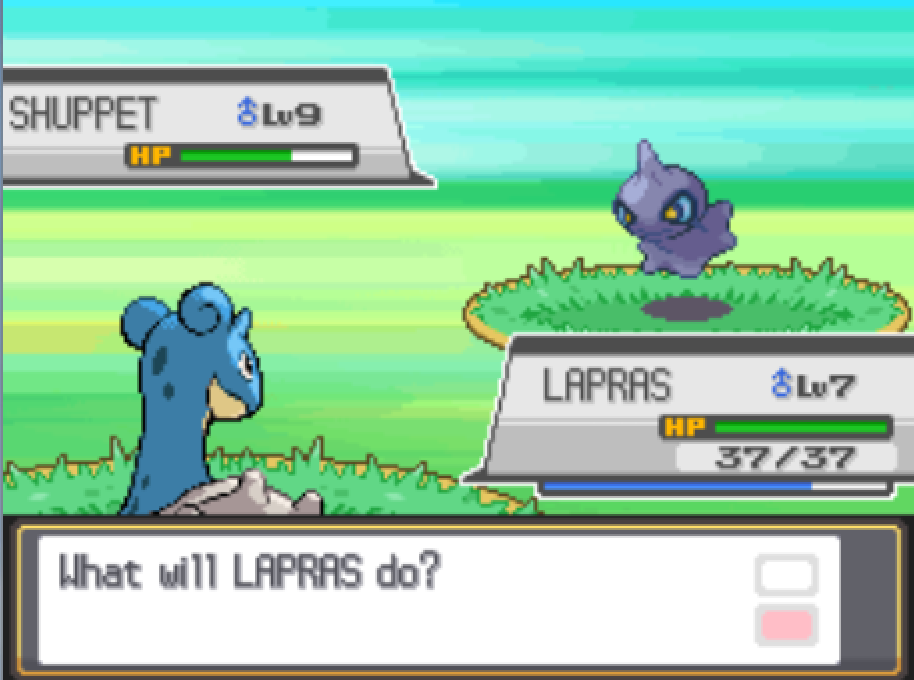 SHUPPET ♂Lv9
HP
LAPRAS ♂Lv7
HP
37/37
What will LAPRAS do?